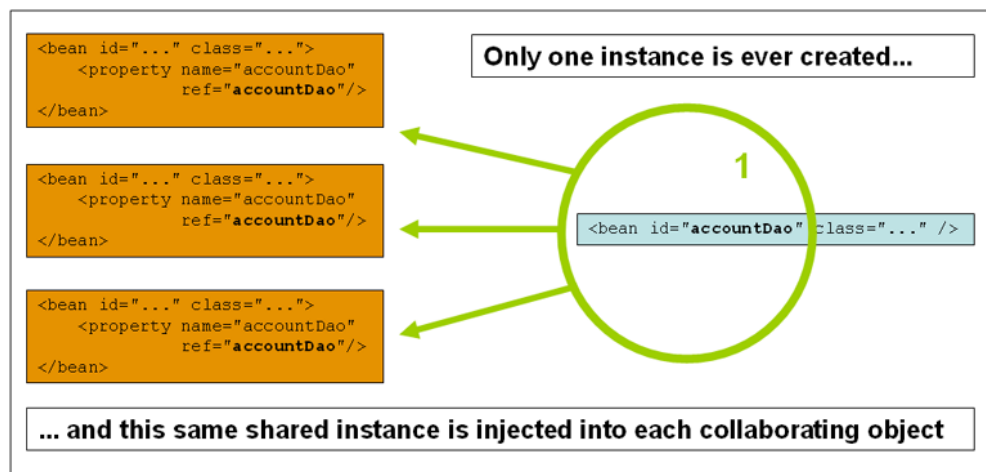 <bean id="..." class="...">
<property name="accountDao"
ref="accountDao"/>
</bean>
Only one instance is ever created...
<bean id="..." class="...">
<property name="accountDao"
ref="accountDao"/>
</bean>
1
<bean id="accountDao" class="..." />
<bean id="..." class="...">
<property name="accountDao"
ref="accountDao"/>
</bean>
... and this same shared instance is injected into each collaborating object